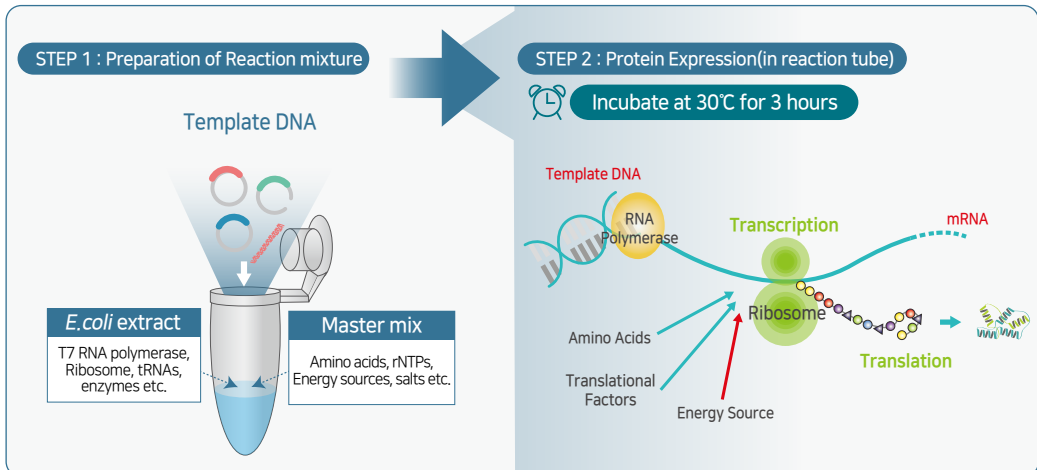 STEP 1 : Preparation of Reaction mixture
Template DNA
E.coli extract
T7 RNA polymerase,
Ribosome, tRNAs,
enzymes etc.
Master mix
Amino acids, rNTPs,
Energy sources, salts etc.
STEP 2 : Protein Expression(in reaction tube)
Incubate at 30℃ for 3 hours
Template DNA
RNA
Polymerase
Transcription
mRNA
Ribosome
Amino Acids
Translational
Factors
Energy Source
Translation